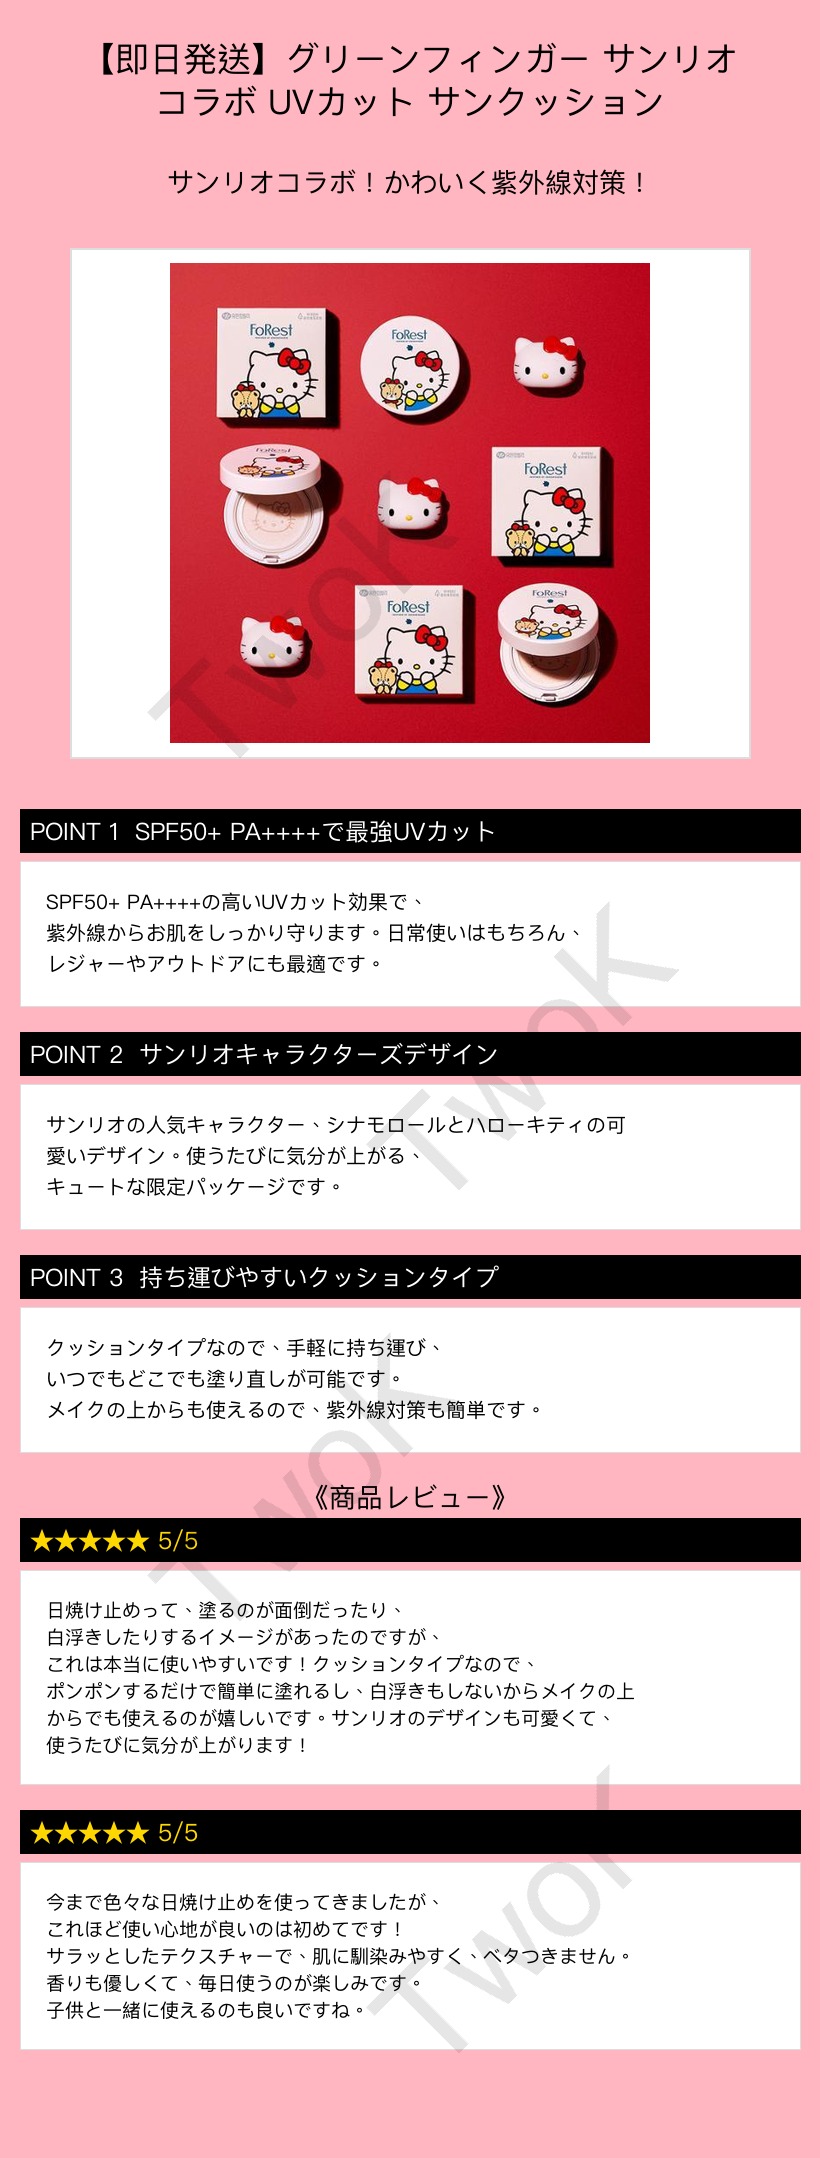 【即日発送】グリーンフィンガー サンリオ
コラボ UVカット サンクッション
サンリオコラボ！かわいく紫外線対策！
FoRest
FoRest
FoRest
FoRest
FoRest
FoRest
TwoK
POINT 1 SPF50+ PA++++で最強UVカット
SPF50+ PA++++の高いUVカット効果で、
紫外線からお肌をしっかり守ります。日常使いはもちろん、
レジャーやアウトドアにも最適です。
TwoK
POINT 2 サンリオキャラクターズデザイン
サンリオの人気キャラクター、シナモロールとハローキティの可
愛いデザイン。使うたびに気分が上がる、
キュートな限定パッケージです。
POINT 3 持ち運びやすいクッションタイプ
クッションタイプなので、手軽に持ち運び、
いつでもどこでも塗り直しが可能です。
メイクの上からも使えるので、紫外線対策も簡単です。
TwoK
《商品レビュー》
★★★★★ 5/5
日焼け止めって、塗るのが面倒だったり、
白浮きしたりするイメージがあったのですが、
これは本当に使いやすいです！クッションタイプなので、
ポンポンするだけで簡単に塗れるし、白浮きもしないからメイクの上
からでも使えるのが嬉しいです。サンリオのデザインも可愛くて、
使うたびに気分が上がります！
★★★★★ 5/5
今まで色々な日焼け止めを使ってきましたが、
これほど使い心地が良いのは初めてです！
サラッとしたテクスチャーで、肌に馴染みやすく、ベタつきません。
香りも優しくて、毎日使うのが楽しみです。
子供と一緒に使えるのも良いですね。
TwoK